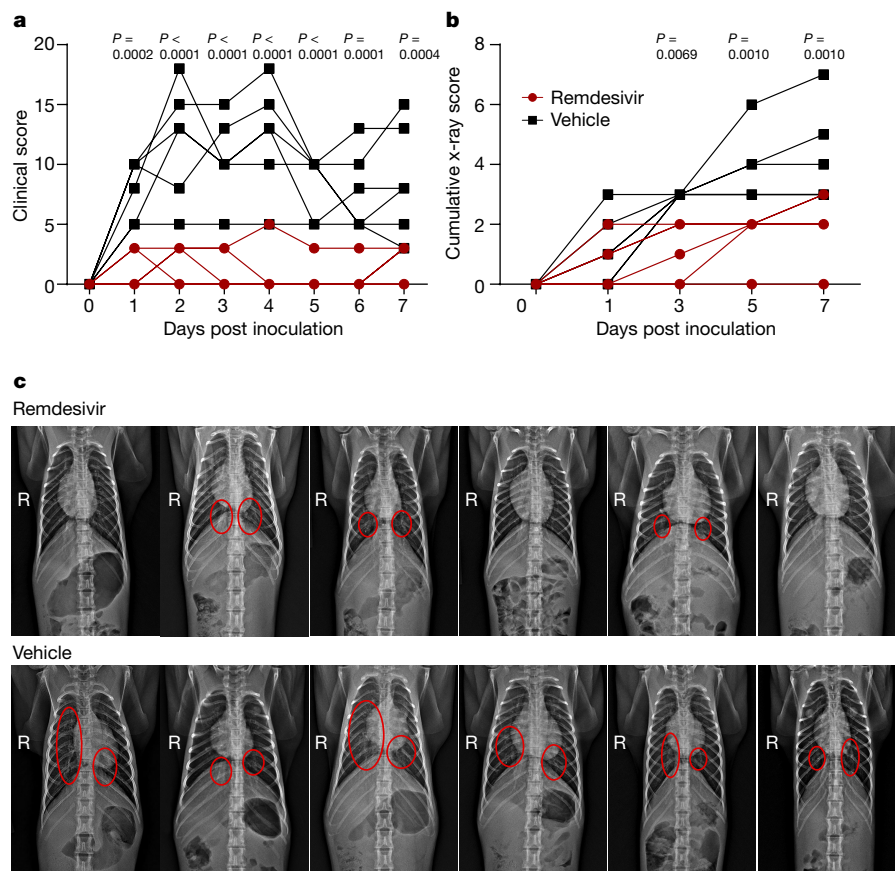 a
P = P < P < P < P < P = P =
0.0002 0.0001 0.0001 0.0001 0.0001 0.0001 0.0004
20
15
10
5
0
Clinical score
0 1 2 3 4 5 6 7
Days post inoculation
b
P = P = P =
0.0069 0.0010 0.0010
8
6
4
2
0
Cumulative x-ray score
Remdesivir
Vehicle
0 1 3 5 7
Days post inoculation
c
Remdesivir
R R R R R R
Vehicle
R R R R R R